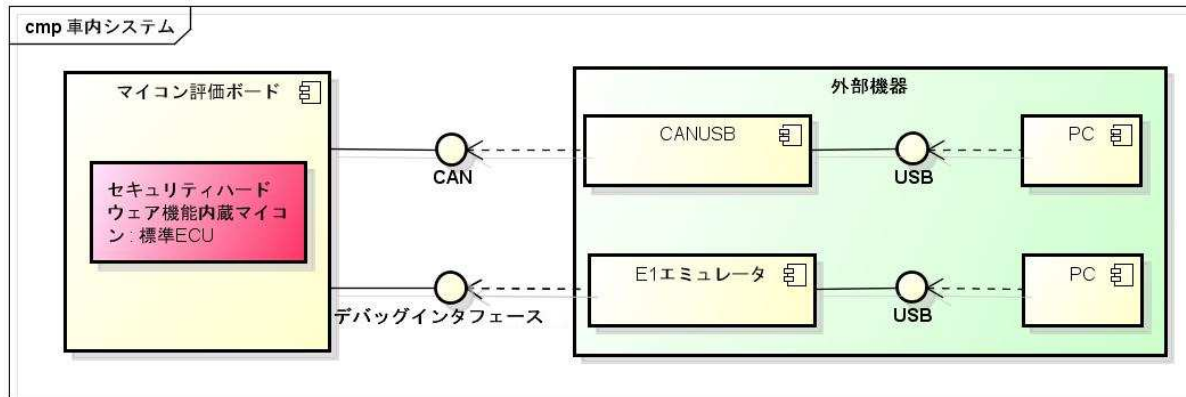 cmp 車内システム
マイコン評価ボード
外部機器
セキュリティハード
ウェア機能内蔵マイコ
ン : 標準ECU
CAN
CANUSB
USB
PC
デバッグインタフェース
E1エミュレータ
USB
PC